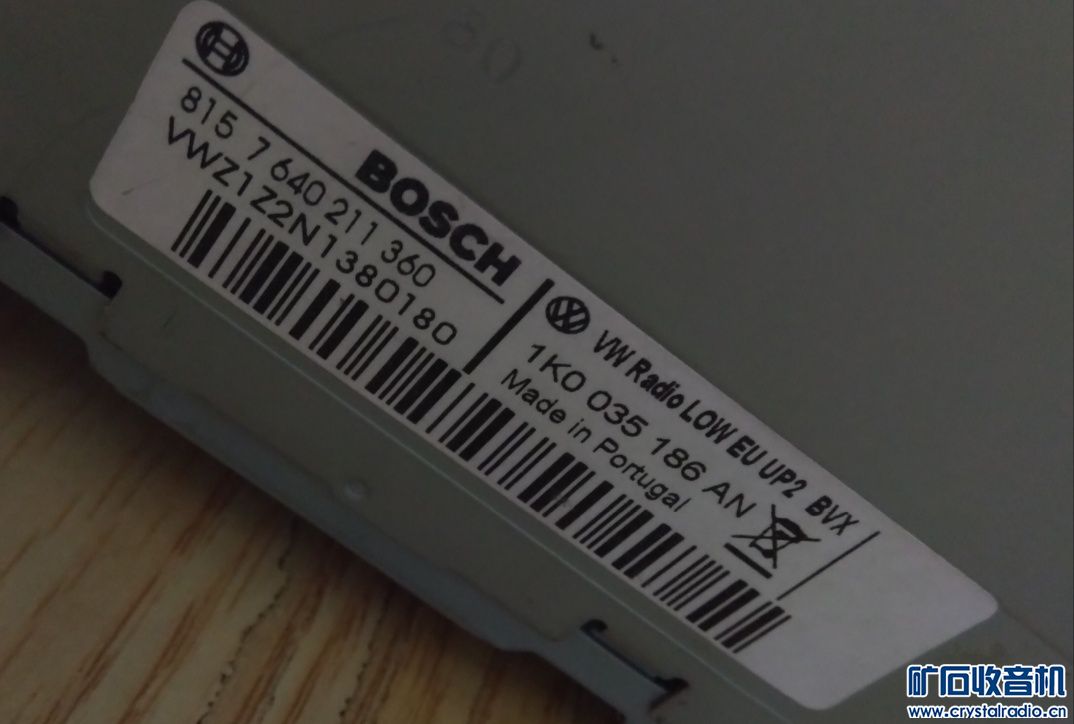 80
BOSCH
815 7 640 211 360
VWZ1Z2N1380180
VW Radio LOW EU UP2 BVX
1K0 035 186 AN
Made in Portugal
矿石收音机
www.crystalradio.cn